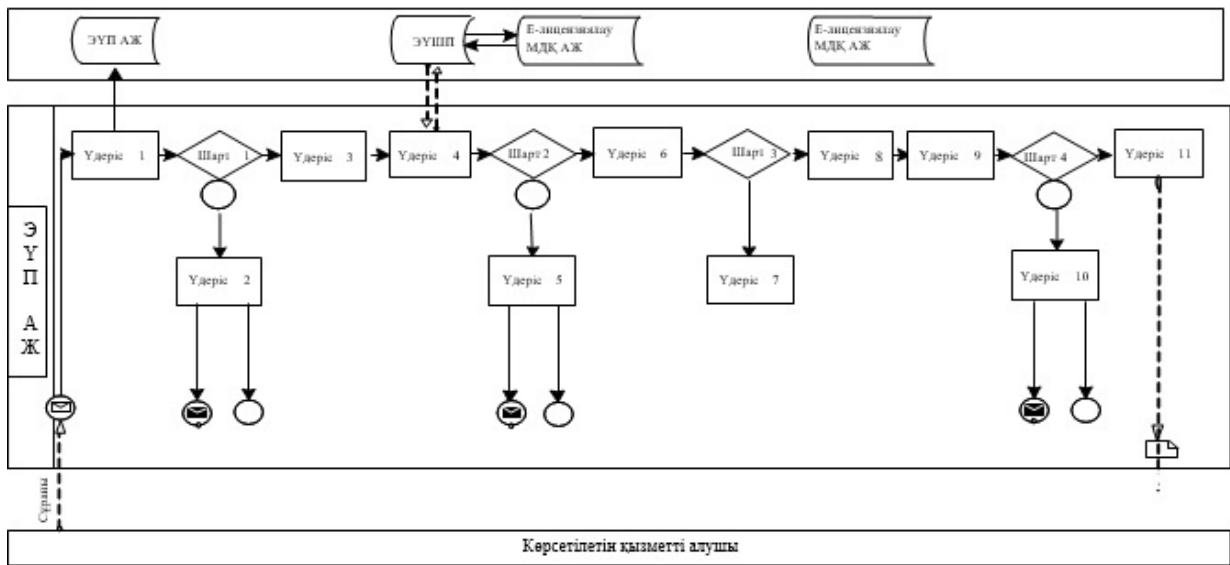 ЭҮП АЖ
ЭҮШП
Е-лицензиялау
МДҚ АЖ
Е-лицензиялау
МДҚ АЖ
Үдеріс 1
Шарт 1
Үдеріс 3
Үдеріс 4
Шарт 2
Үдеріс 6
Шарт 3
Үдеріс 8
Үдеріс 9
Шарт 4
Үдеріс 11
Үдеріс 2
Үдеріс 5
Үдеріс 7
Үдеріс 10
ЭҮП АЖ
Сұраны
Көрсетілетін қызметті алушы